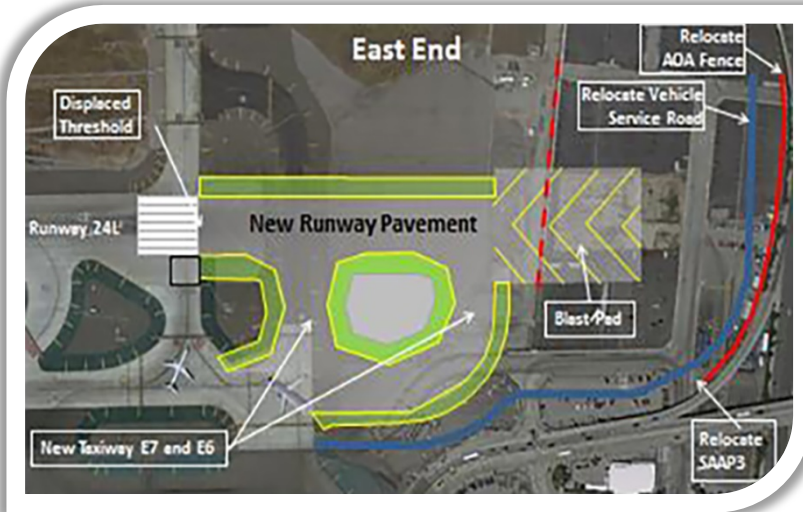 East End
Relocate
AOA Fence
Displaced
Threshold
Relocate Vehicle
Service Road
Runway 24L
New Runway Pavement
Blast Pad
New Taxiway E7 and E6
Relocate
SAAP3